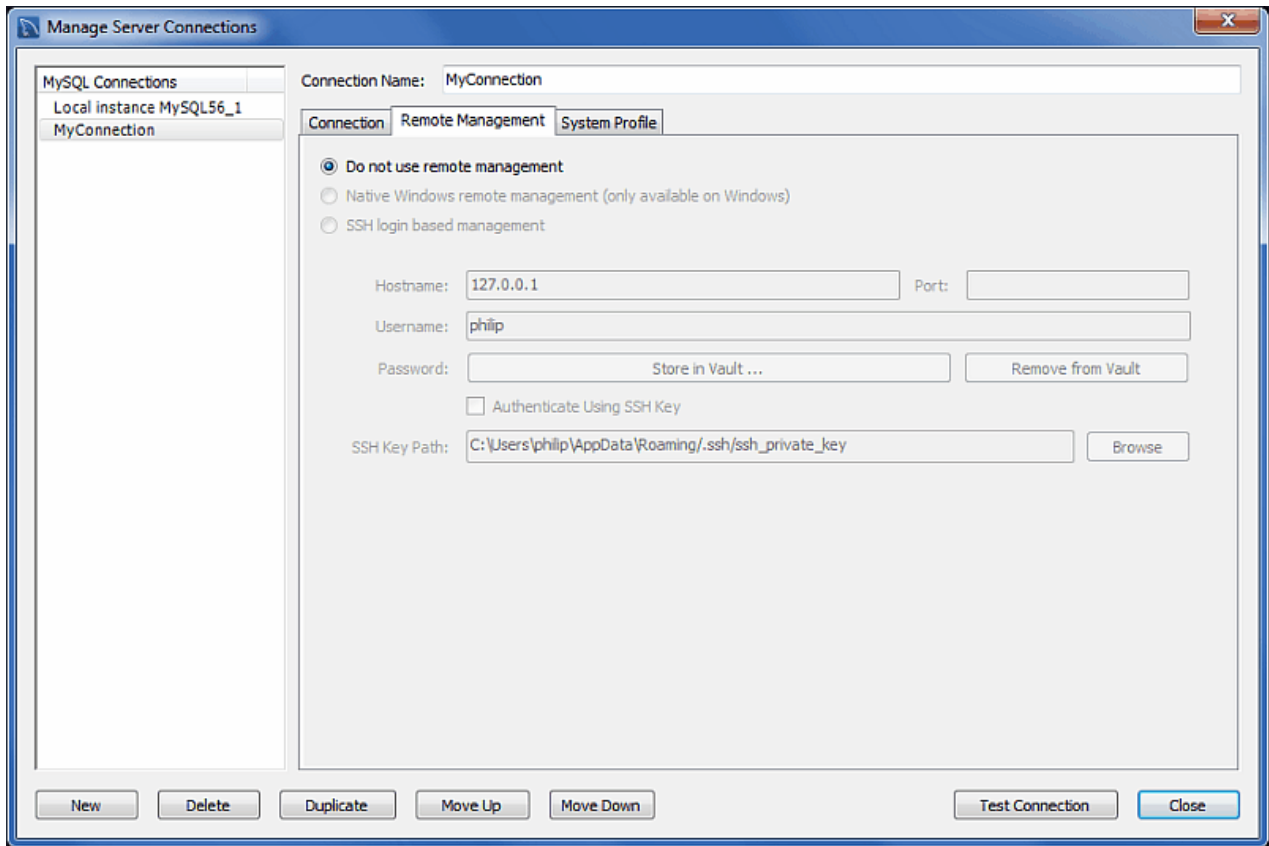 Manage Server Connections
MySQL Connections
Local instance MySQL56_1
MyConnection
Connection Name: MyConnection
Connection Remote Management System Profile
Do not use remote management
Native Windows remote management (only available on Windows)
SSH login based management
Hostname: 127.0.0.1 Port:
Username: philip
Password: Store in Vault ... Remove from Vault
Authenticate Using SSH Key
SSH Key Path: C:\Users\philip\AppData\Roaming/.ssh/ssh_private_key Browse
New Delete Duplicate Move Up Move Down Test Connection Close